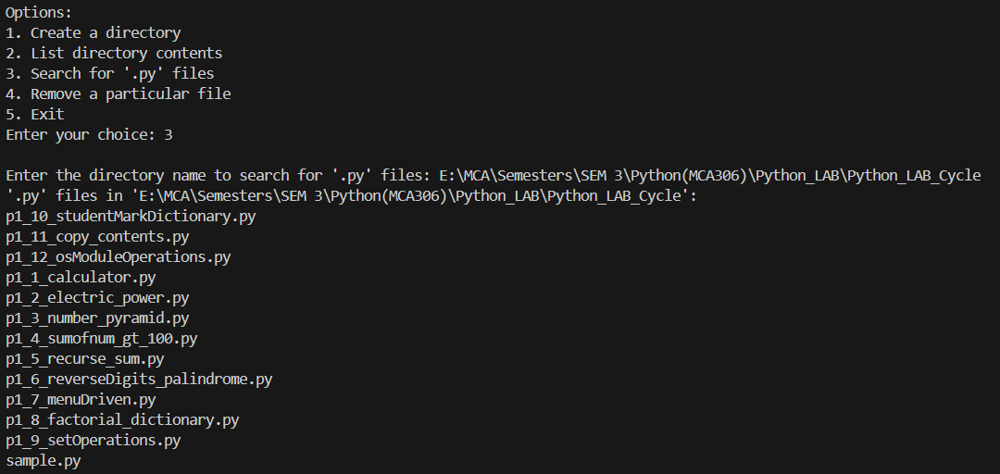 Options:
1. Create a directory
2. List directory contents
3. Search for '.py' files
4. Remove a particular file
5. Exit
Enter your choice: 3

Enter the directory name to search for '.py' files: E:\MCA\Semesters\SEM 3\Python(MCA306)\Python_LAB\Python_LAB_Cycle
'.py' files in 'E:\MCA\Semesters\SEM 3\Python(MCA306)\Python_LAB\Python_LAB_Cycle':
p1_10_studentMarkDictionary.py
p1_11_copy_contents.py
p1_12_osModuleOperations.py
p1_1_calculator.py
p1_2_electric_power.py
p1_3_number_pyramid.py
p1_4_sumofnum_gt_100.py
p1_5_recurse_sum.py
p1_6_reverseDigits_palindrome.py
p1_7_menuDriven.py
p1_8_factorial_dictionary.py
p1_9_setOperations.py
sample.py